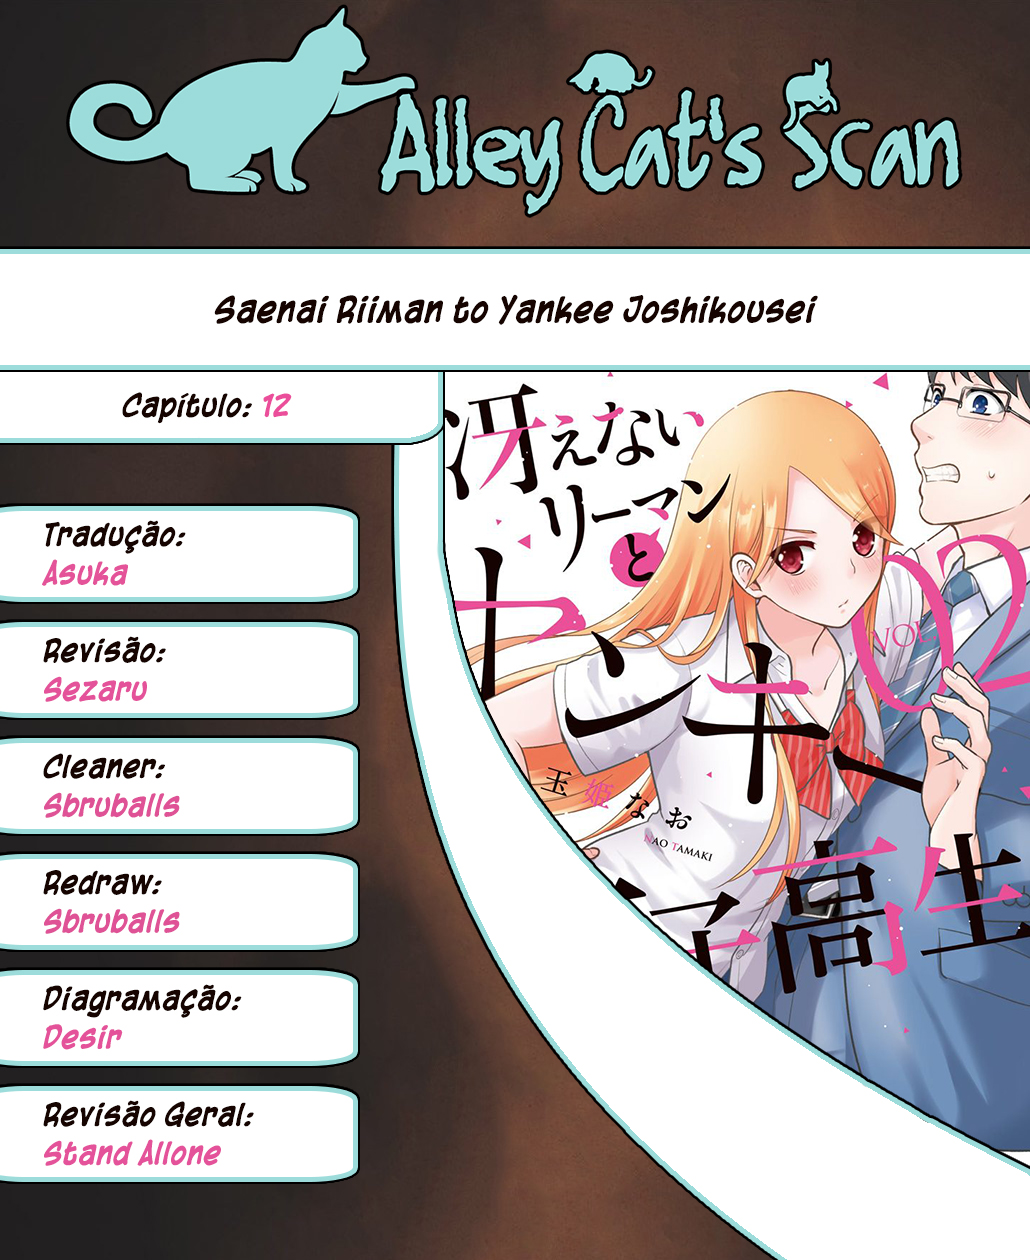 Alley Cat's Scan
Saenai Riiman to Yankee Joshikousei
Capítulo: 12
冴えない
リーマン
と
ヤンキー
女子高生
VOL.
02
玉姫なお
NAO TAMAKI
Tradução:
Asuka
Revisão:
Sezaru
Cleaner:
Sbruballs
Redraw:
Sbruballs
Diagramação:
Desir
Revisão Geral:
Stand Allone